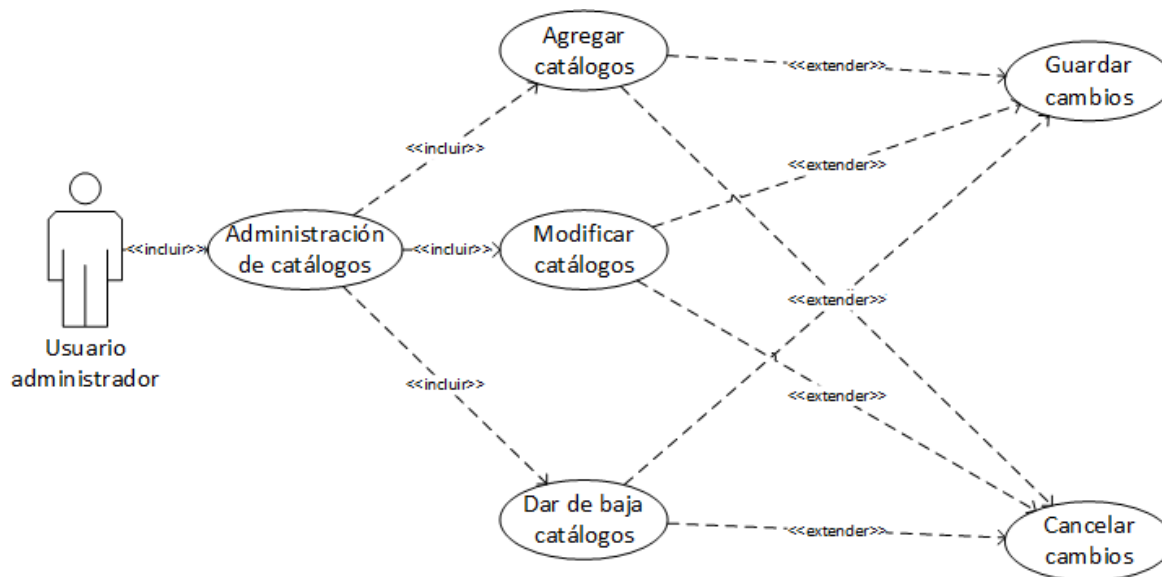 Agregar
catálogos
<<extender>>
Guardar
cambios
<<incluir>>
<<extender>>
<<incluir>>
Administración
de catálogos
<<incluir>>
Modificar
catálogos
<<extender>>
Usuario
administrador
<<incluir>>
<<extender>>
Dar de baja
catálogos
<<extender>>
Cancelar
cambios